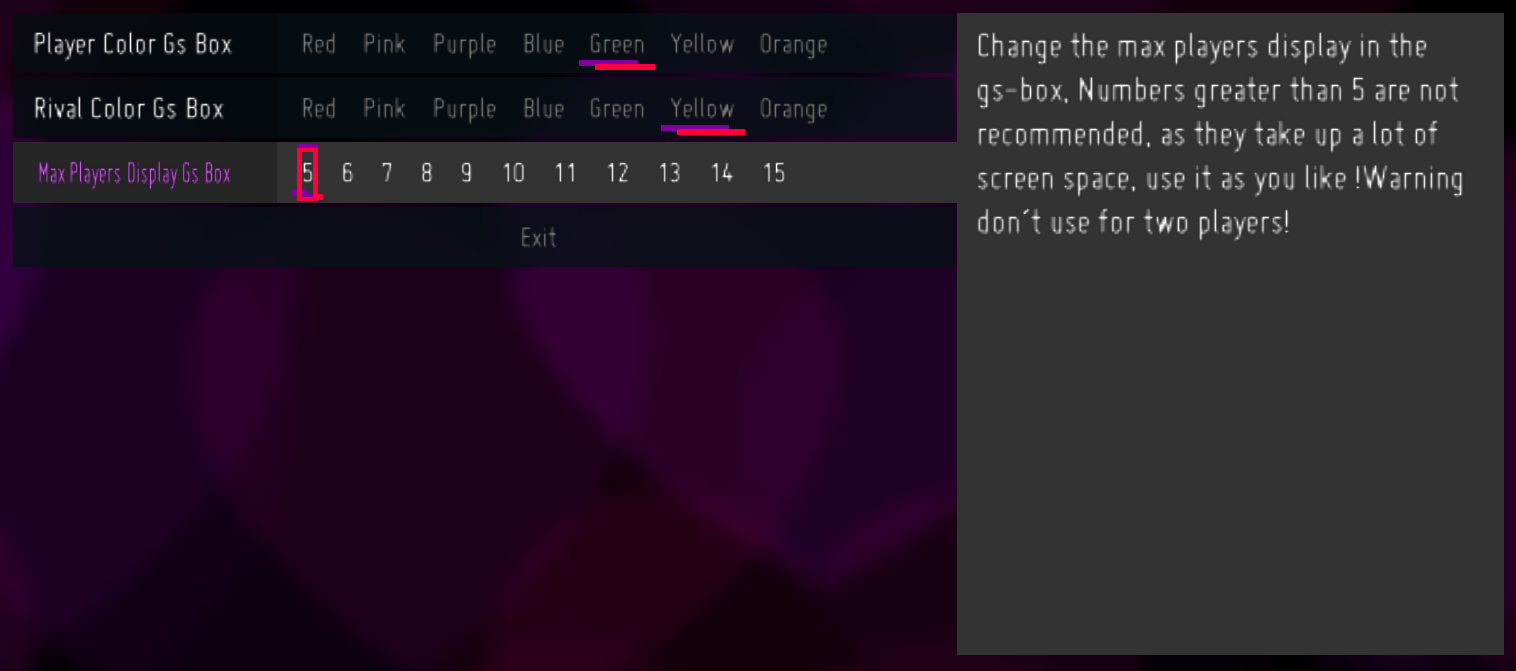 Player Color Gs Box Red Pink Purple Blue Green Yellow Orange
Rival Color Gs Box Red Pink Purple Blue Green Yellow Orange
Max Players Display Gs Box 5 6 7 8 9 10 11 12 13 14 15
Exit
Change the max players display in the
gs-box, Numbers greater than 5 are not
recommended, as they take up a lot of
screen space, use it as you like !Warning
don´t use for two players!